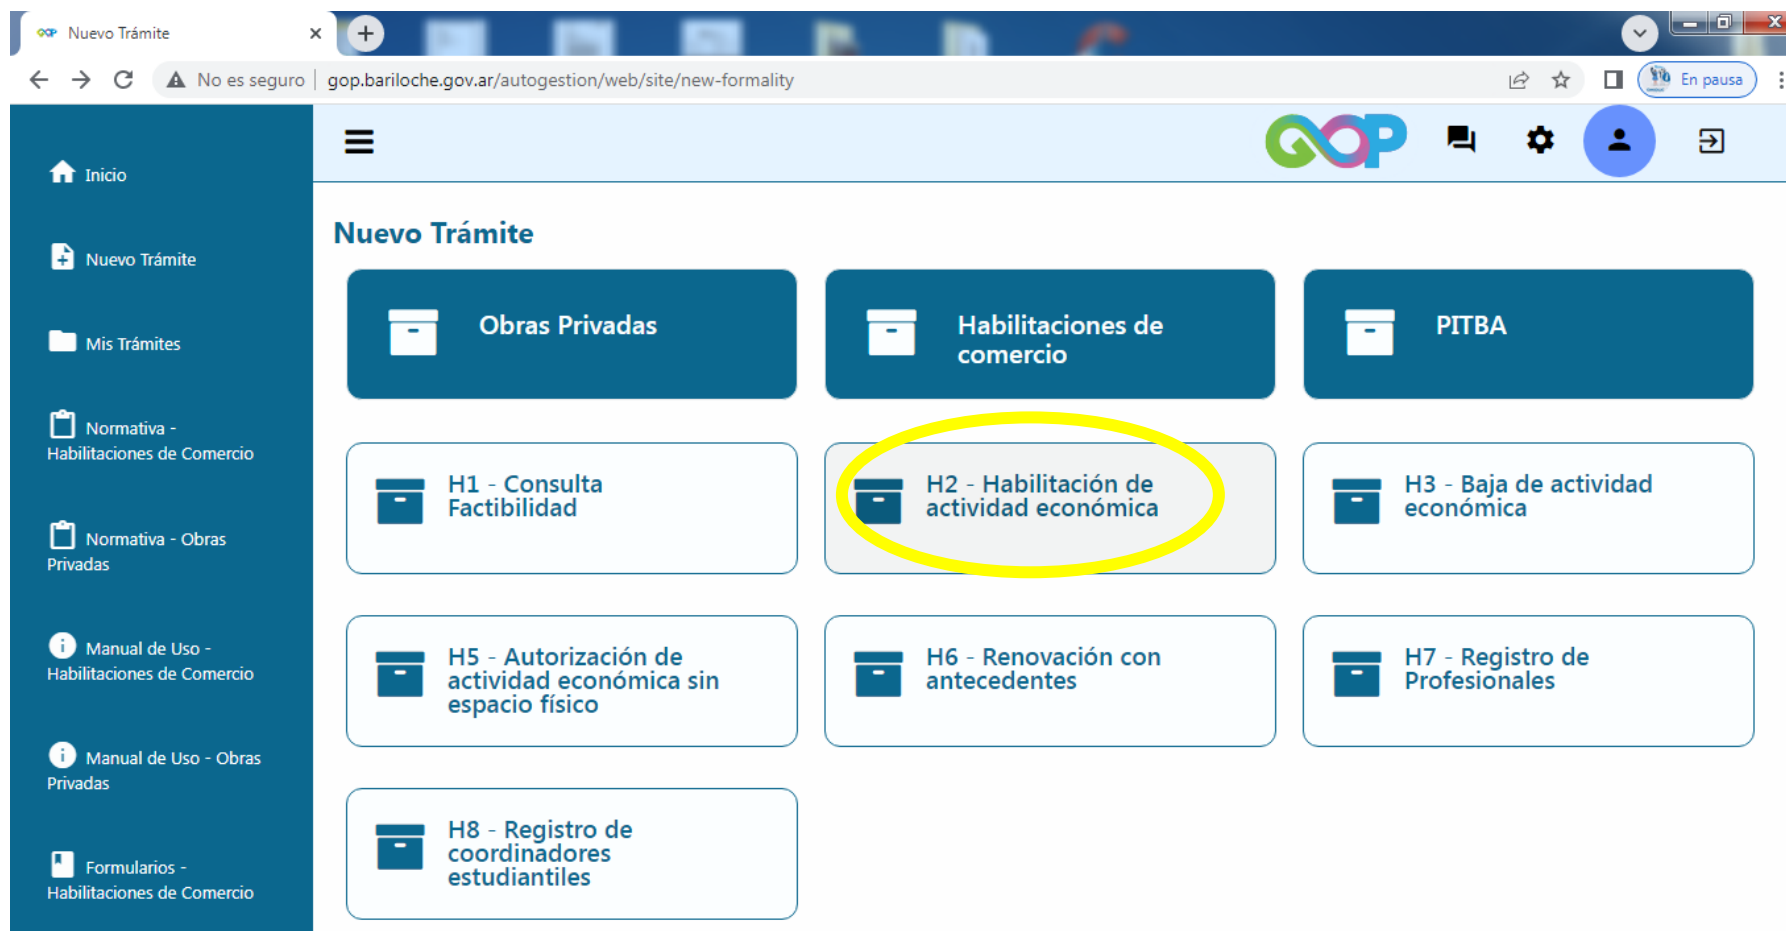 Nuevo Trámite
No es seguro
gop.bariloche.gov.ar/autogestion/web/site/new-formality
En pausa
Inicio
Nuevo Trámite
Mis Trámites
Normativa -
Habilitaciones de Comercio
Normativa - Obras
Privadas
Manual de Uso -
Habilitaciones de Comercio
Manual de Uso - Obras
Privadas
Formularios -
Habilitaciones de Comercio
GOP
Nuevo Trámite
Obras Privadas
Habilitaciones de
comercio
PITBA
H1 - Consulta
Factibilidad
H2 - Habilitación de
actividad económica
H3 - Baja de actividad
económica
H5 - Autorización de
actividad económica sin
espacio físico
H6 - Renovación con
antecedentes
H7 - Registro de
Profesionales
H8 - Registro de
coordinadores
estudiantiles